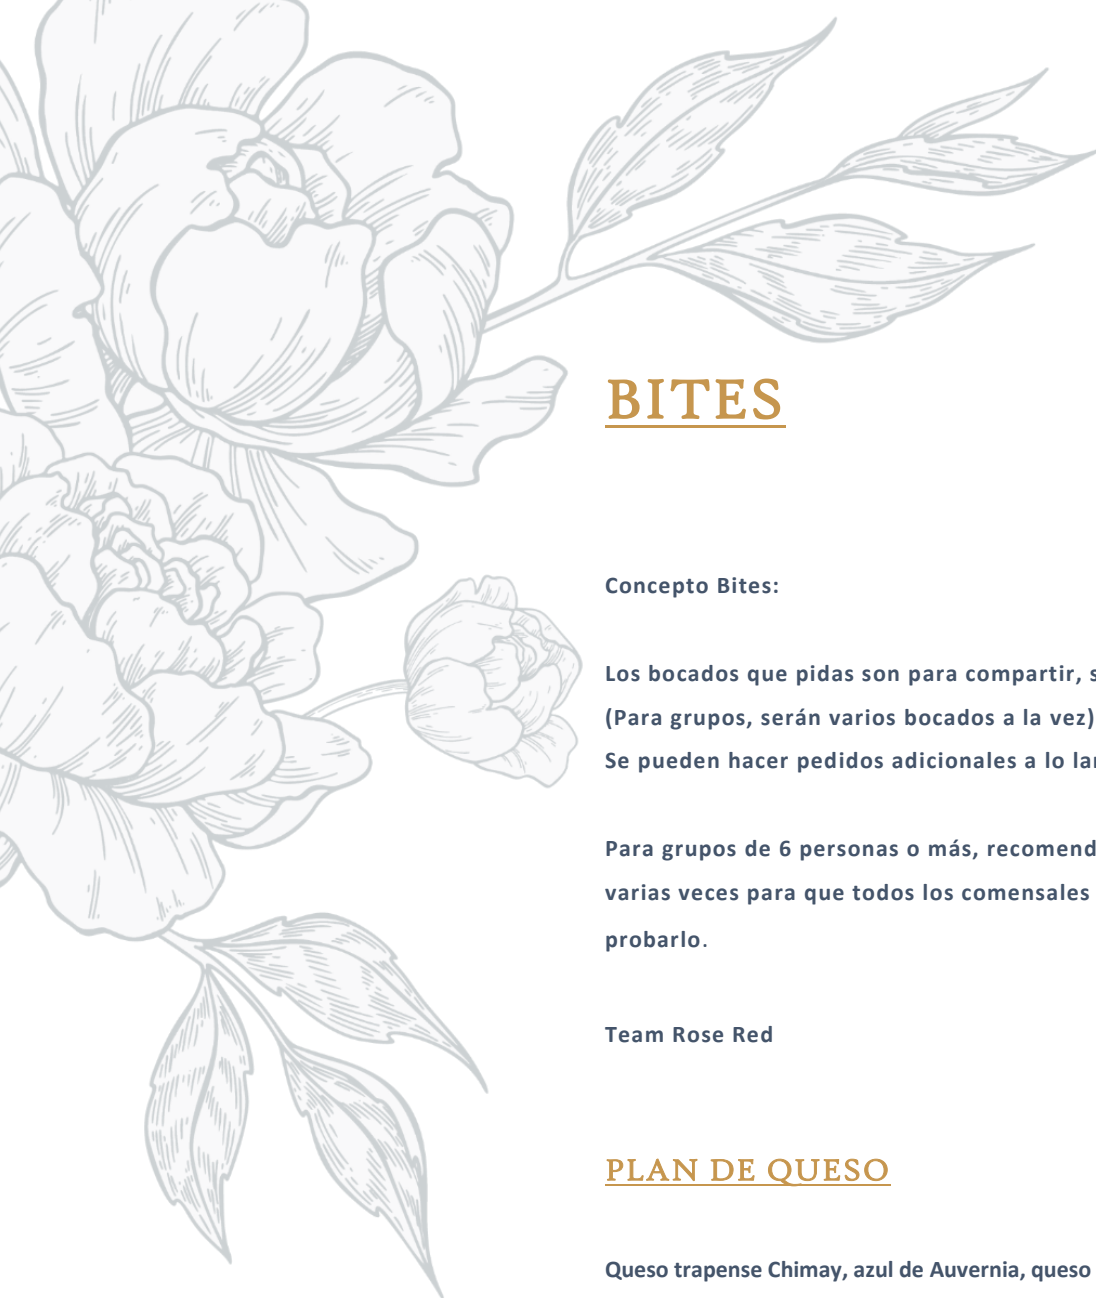 BITES
Concepto Bites:
Los bocados que pidas son para compartir,
(Para grupos, serán varios bocados a la vez)
Se pueden hacer pedidos adicionales a lo
Para grupos de 6 personas o más,
varias veces para que todos los comensales
probarlo.
Team Rose Red
PLAN DE QUESO
Queso trapense Chimay, azul de Auvernia, queso